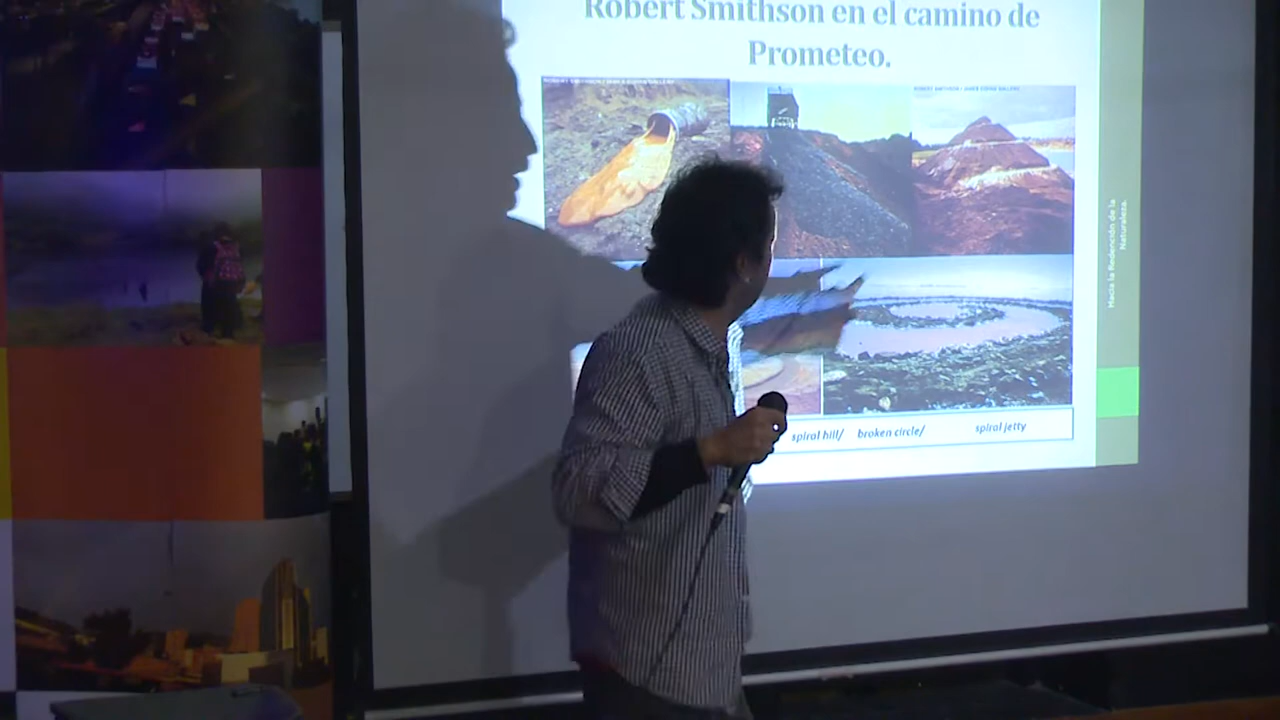 Robert Smithson en el camino de
Prometeo.
Hacia la Redención de la
Naturaleza.
spiral hill/ broken circle/ spiral jetty